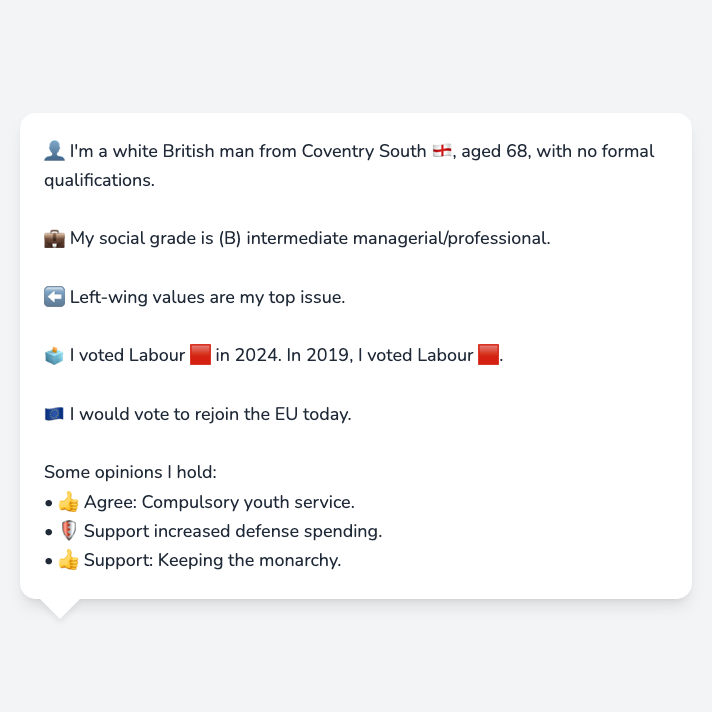 👤 I'm a white British man from Coventry South 🏴󠁧󠁢󠁥󠁮󠁧󠁿, aged 68, with no formal
qualifications.
💼 My social grade is (B) intermediate managerial/professional.
⬅️ Left-wing values are my top issue.
🗳️ I voted Labour 🟥 in 2024. In 2019, I voted Labour 🟥.
🇪🇺 I would vote to rejoin the EU today.
Some opinions I hold:
• 👍 Agree: Compulsory youth service.
• 🛡️ Support increased defense spending.
• 👍 Support: Keeping the monarchy.